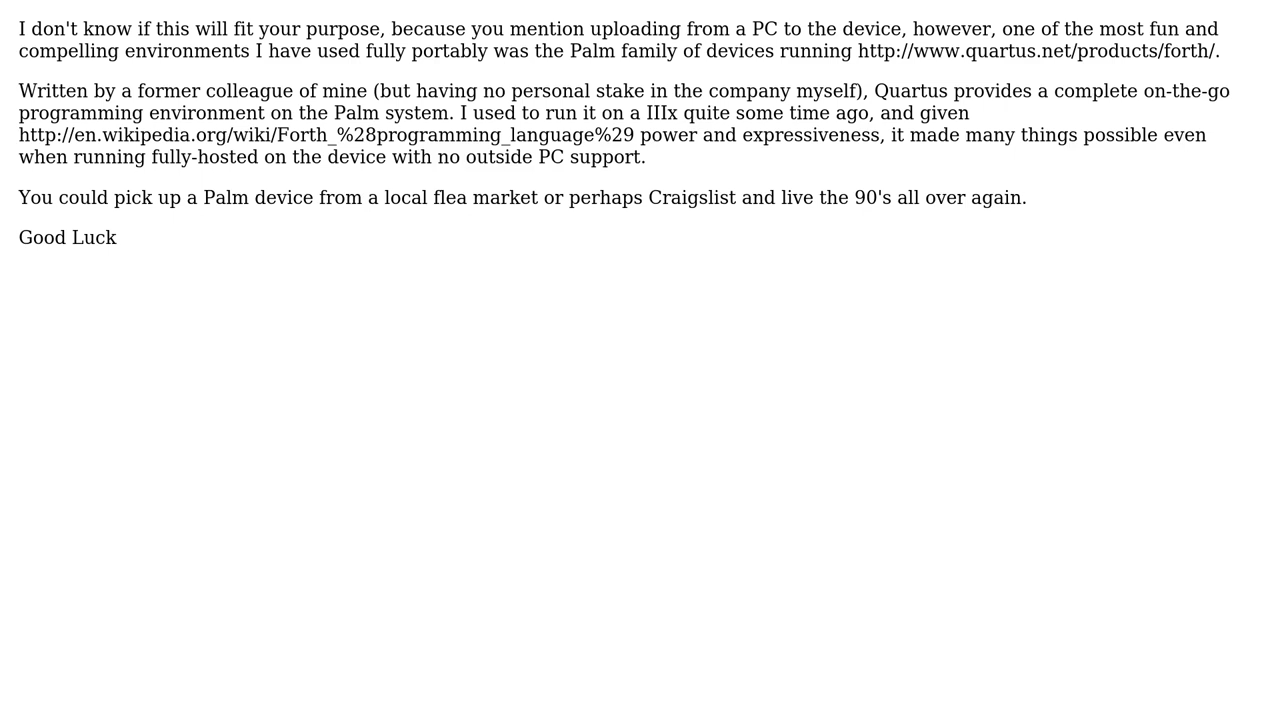 I don't know if this will fit your purpose, because you mention uploading from a PC to the device, however, one of the most fun and
compelling environments I have used fully portably was the Palm family of devices running http://www.quartus.net/products/forth/.
Written by a former colleague of mine (but having no personal stake in the company myself), Quartus provides a complete on-the-go
programming environment on the Palm system. I used to run it on a IIIx quite some time ago, and given
http://en.wikipedia.org/wiki/Forth_%28programming_language%29 power and expressiveness, it made many things possible even
when running fully-hosted on the device with no outside PC support.
You could pick up a Palm device from a local flea market or perhaps Craigslist and live the 90's all over again.
Good Luck